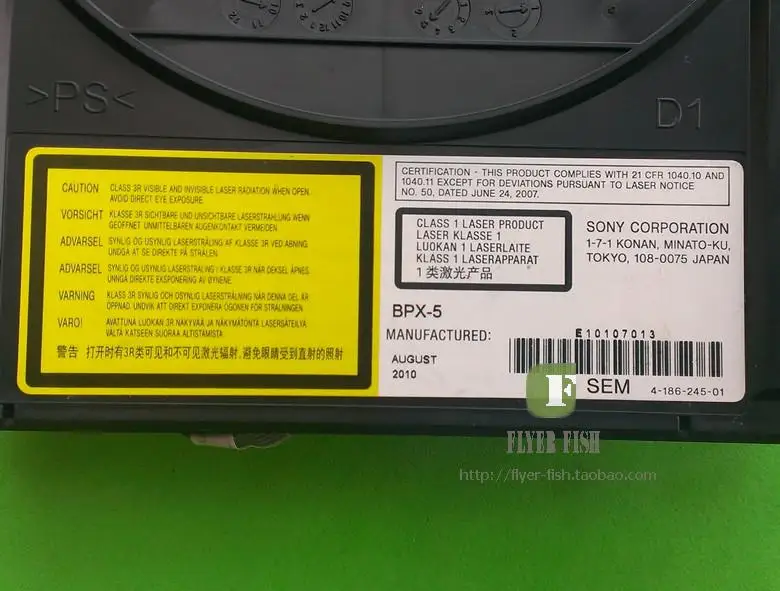 >PS<
D1
CAUTION CLASS 3R VISIBLE AND INVISIBLE LASER RADIATION WHEN OPEN.
AVOID DIRECT EYE EXPOSURE.
VORSICHT KLASSE 3R SICHTBARE UND UNSICHTBARE LASERSTRAHLUNG WENN
GEÖFFNET UNMITTELBAREN AUGENKONTAKT VERMEIDEN
ADVARSEL SYNLIG OG USYNLIG LASERSTRÅLING AF KLASSE 3R VED ÅBNING.
UNDGÅ AT SE DIREKTE PÅ STRALEN.
ADVARSEL SYNLIG OG USYNLIG LASERSTRALING I KLASSE 3R NÅR DEKSEL ÅPNES.
UNNGÅ DIREKTE EKSPONERING AV ØYNENE.
VARNING KLASS 3R SYNLIG OCH OSYNLIG LASERSTRÅLNING NÄR DENNA DEL ÄR
ÖPPNAD. UNDVIK ATT DIREKT EXPONERA ÖGONEN FÖR STRÅLNINGEN
VARO! AVATTUNA LUOKAN 3R NÄKYVÄÄ JA NÄKYMÄTÖNTÄ LASERSÄTEILYÄ
VÄLTÄ KATSEEN SUORAA ALTISTAMISTA
警告 打开时有3R类可见和不可见激光辐射.避免眼睛受到直射的照射
CERTIFICATION - THIS PRODUCT COMPLIES WITH 21 CFR 1040.10 AND
1040.11 EXCEPT FOR DEVIATIONS PURSUANT TO LASER NOTICE
NO. 50, DATED JUNE 24, 2007.
CLASS 1 LASER PRODUCT
LASER KLASSE 1
LUOKAN 1 LASERLAITE
KLASS 1 LASERAPPARAT
1 类激光产品
SONY CORPORATION
1-7-1 KONAN, MINATO-KU,
TOKYO, 108-0075 JAPAN
BPX-5
MANUFACTURED:
AUGUST
2010
E10107013
SEM
4-186-245-01
F
FLYER FISH
http://flyer-fish.taobao.com